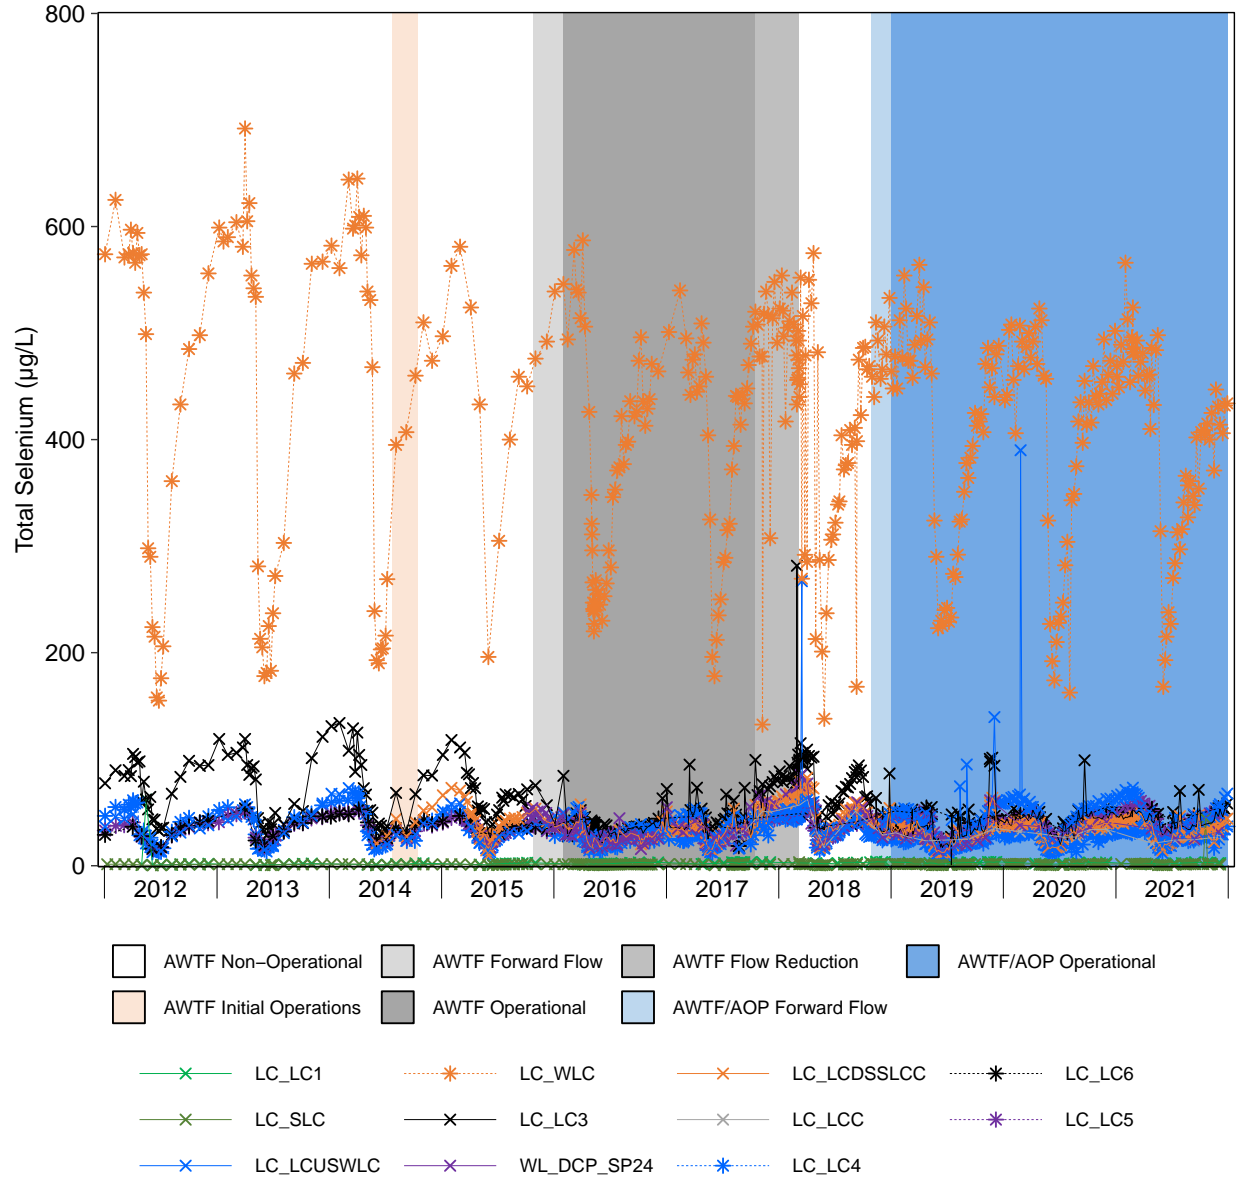 800
600
400
200
0
Total Selenium (µg/L)
2012 2013 2014 2015 2016 2017 2018 2019 2020 2021
AWTF Non−Operational AWTF Forward Flow AWTF Flow Reduction AWTF/AOP Operational
AWTF Initial Operations AWTF Operational AWTF/AOP Forward Flow
LC_LC1 LC_WLC LC_LCDSSLCC LC_LC6
LC_SLC LC_LC3 LC_LCC LC_LC5
LC_LCUSWLC WL_DCP_SP24 LC_LC4